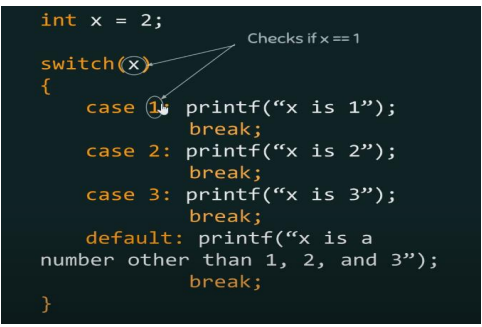 int x = 2;
Checks if x == 1
switch(x)
{
case 1: printf(“x is 1”);
break;
case 2: printf(“x is 2”);
break;
case 3: printf(“x is 3”);
break;
default: printf(“x is a
number other than 1, 2, and 3”);
break;
}